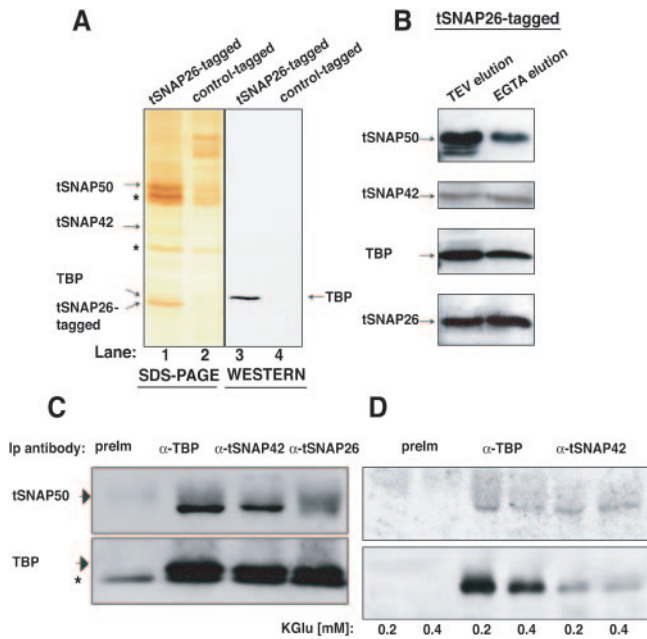 A
tSNAP26-tagged
control-tagged
tSNAP26-tagged
control-tagged
tSNAP50
*
tSNAP42
*
TBP
tSNAP26-
tagged
TBP
Lane: 1 2 3 4
SDS-PAGE WESTERN
B
tSNAP26-tagged
TEV elution
EGTA elution
tSNAP50
tSNAP42
TBP
tSNAP26
C
Ip antibody: preIm α-TBP α-tSNAP42 α-tSNAP26
tSNAP50
TBP
*
D
preIm α-TBP α-tSNAP42
KGlu [mM]: 0.2 0.4 0.2 0.4 0.2 0.4